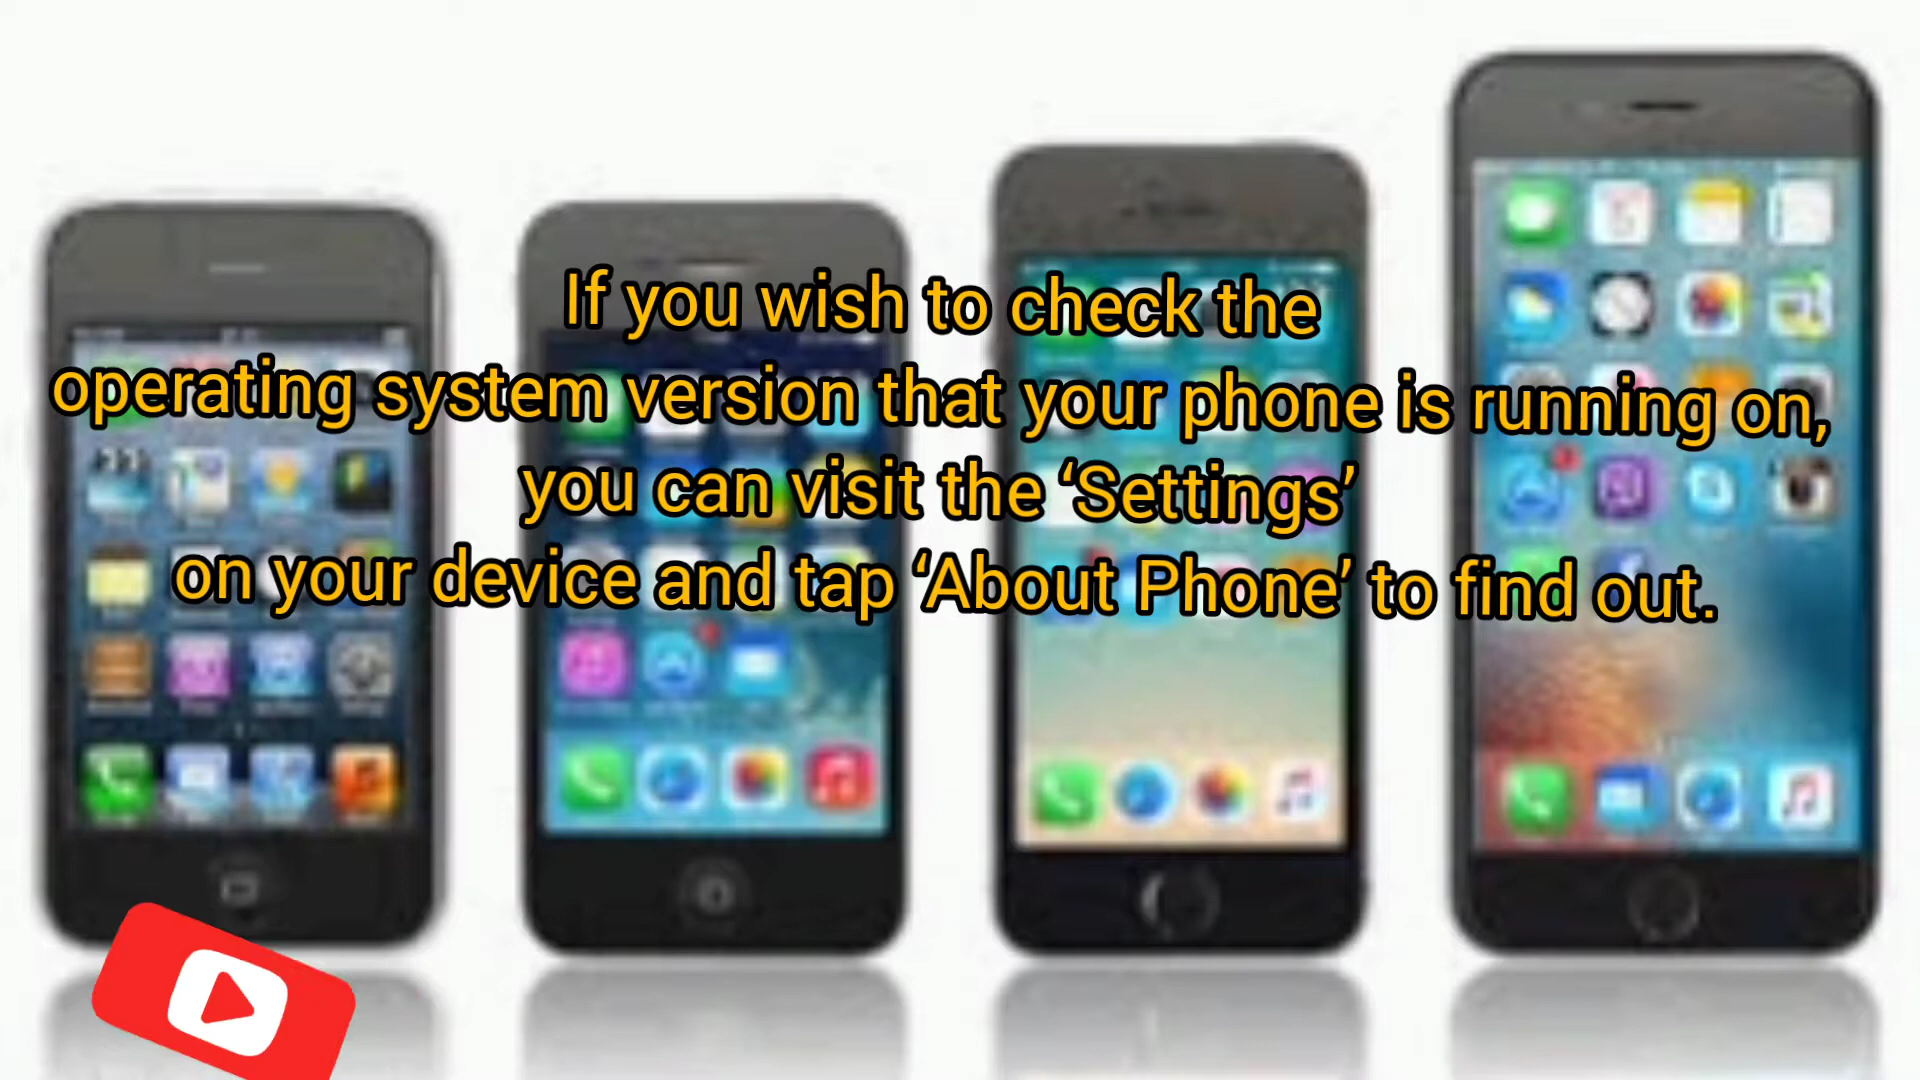 If you wish to check the
operating system version that your phone is running on,
you can visit the ‘Settings’
on your device and tap ‘About Phone’ to find out.